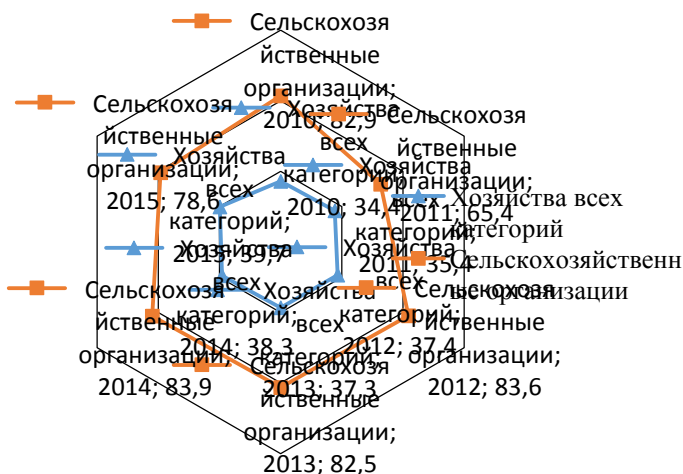 Сельскохозя
йственные
организации;
2010; 82,9
Хозяйства
всех
категорий;
2010; 34,4
Сельскохозя
йственные
организации;
2011; 65,4
Хозяйства
всех
категорий;
2011; 35,4
Сельскохозя
йственные
организации;
2012; 83,6
Хозяйства
всех
категорий;
2012; 37,4
Сельскохозя
йственные
организации;
2013; 82,5
Хозяйства
всех
категорий;
2013; 37,3
Сельскохозя
йственные
организации;
2014; 83,9
Хозяйства
всех
категорий;
2014; 38,3
Сельскохозя
йственные
организации;
2015; 78,6
Хозяйства
всех
категорий;
2015; 39,7
Хозяйства всех
категорий
Сельскохозяйственн
ые организации